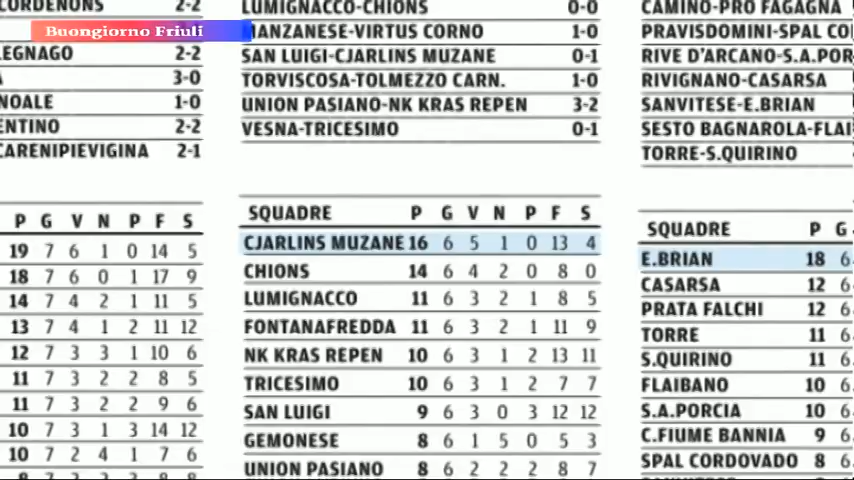 CORDENONS 2-2
LEGNAGO 2-2
3-0
NOALE 1-0
ENTINO 2-2
CARENIPIEVIGINA 2-1
P G V N P F S
19 7 6 1 0 14 5
18 7 6 0 1 17 9
14 7 4 2 1 11 5
13 7 4 1 2 11 12
12 7 3 3 1 10 6
11 7 3 2 2 8 5
11 7 3 2 2 9 6
10 7 3 1 3 14 12
10 7 2 4 1 7 6
Buongiorno Friuli
LUMIGNACCO-CHIONS 0-0
MANZANESE-VIRTUS CORNO 1-0
SAN LUIGI-CJARLINS MUZANE 0-1
TORVISCOSA-TOLMEZZO CARN. 1-0
UNION PASIANO-NK KRAS REPEN 3-2
VESNA-TRICESIMO 0-1
SQUADRE P G V N P F S
CJARLINS MUZANE 16 6 5 1 0 13 4
CHIONS 14 6 4 2 0 8 0
LUMIGNACCO 11 6 3 2 1 8 5
FONTANAFREDDA 11 6 3 2 1 11 9
NK KRAS REPEN 10 6 3 1 2 13 11
TRICESIMO 10 6 3 1 2 7 7
SAN LUIGI 9 6 3 0 3 12 12
GEMONESE 8 6 1 5 0 5 3
UNION PASIANO 8 6 2 2 2 8 7
CAMINO-PRO FAGAGNA
PRAVISDOMINI-SPAL CO
RIVE D'ARCANO-S.A.POR
RIVIGNANO-CASARSA
SANVITESE-E.BRIAN
SESTO BAGNAROLA-FLAI
TORRE-S.QUIRINO
SQUADRE P G
E.BRIAN 18 6
CASARSA 12 6
PRATA FALCHI 12 6
TORRE 11 6
S.QUIRINO 11 6
FLAIBANO 10 6
S.A.PORCIA 10 6
C.FIUME BANNIA 9 6
SPAL CORDOVADO 8 6